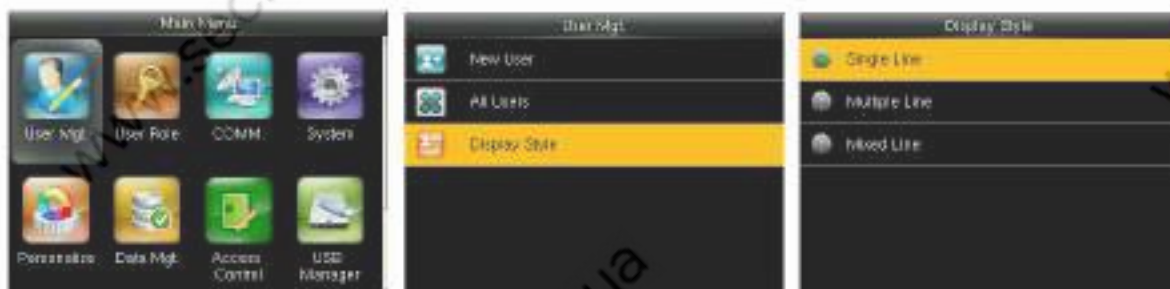 Main Menu
User Mgt.
User Role
COMM.
System
Personalize
Data Mgt.
Access Control
USB Manager
User Mgt.
New User
All Users
Display Style
Display Style
Single Line
Multiple Line
Mixed Line
ua